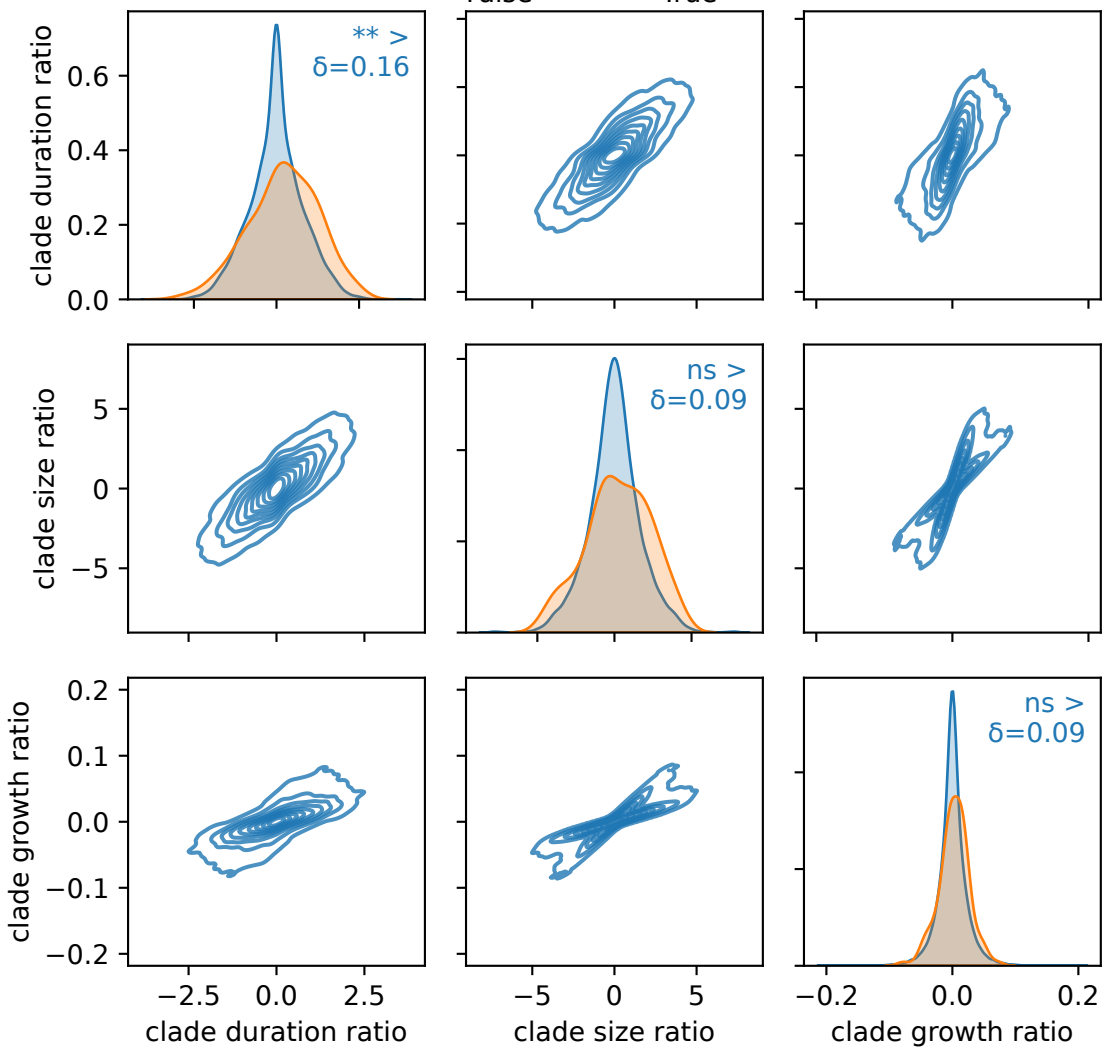 False True
clade duration ratio
0.6
0.4
0.2
0.0
** >
δ=0.16
clade size ratio
5
0
−5
ns >
δ=0.09
clade growth ratio
0.2
0.1
0.0
−0.1
−0.2
ns >
δ=0.09
−2.5 0.0 2.5
−5 0 5
−0.2 0.0 0.2
clade duration ratio
clade size ratio
clade growth ratio